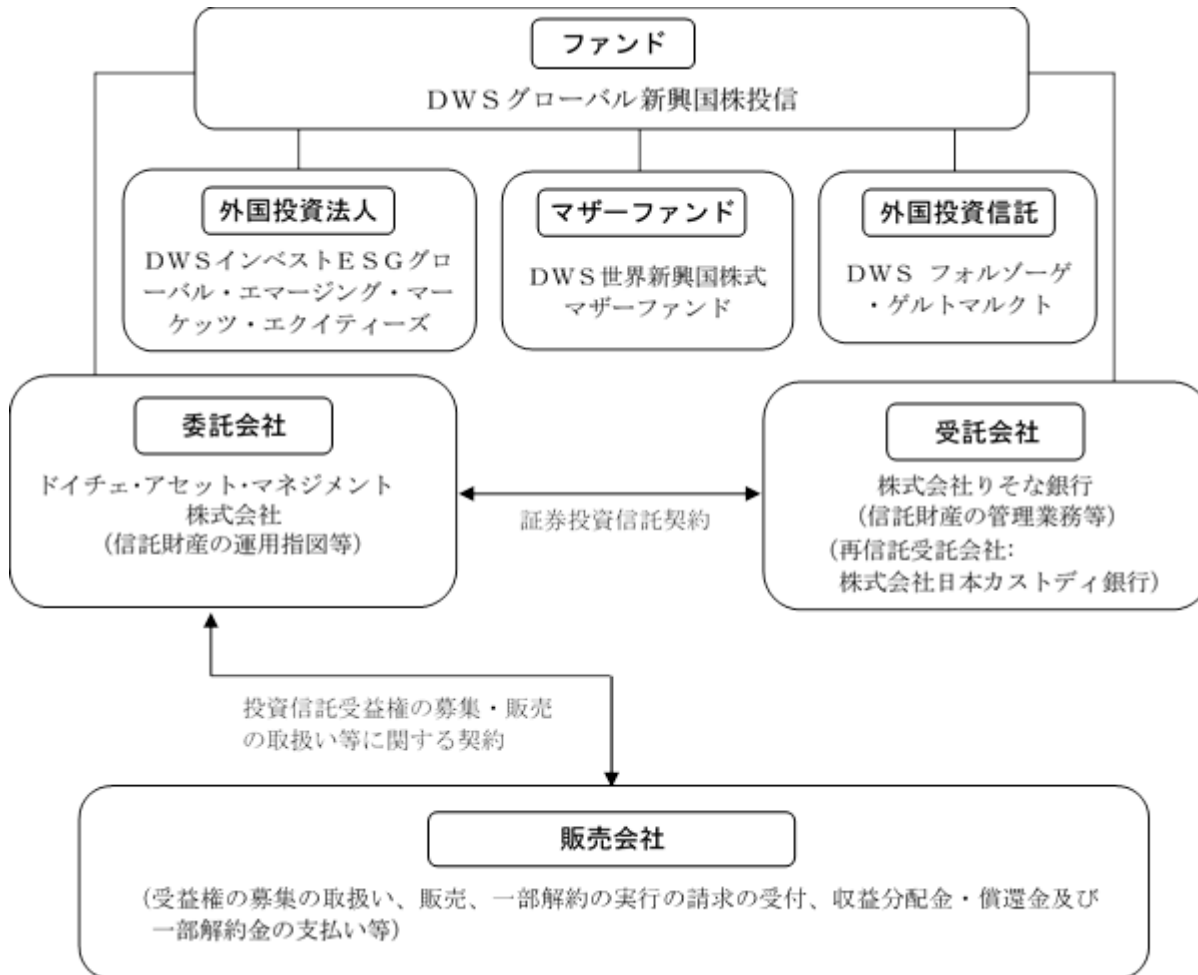 ファンド
DWSグローバル新興国株投信
外国投資法人
DWSインベストESGグロ
ーバル・エマージング・マー
ケッツ・エクイティーズ
マザーファンド
DWS世界新興国株式
マザーファンド
外国投資信託
DWS フォルゾーゲ
・ゲルトマルクト
委託会社
ドイチェ・アセット・マネジメント
株式会社
(信託財産の運用指図等)
証券投資信託契約
受託会社
株式会社りそな銀行
(信託財産の管理業務等)
(再信託受託会社:
株式会社日本カストディ銀行)
投資信託受益権の募集・販売
の取扱い等に関する契約
販売会社
(受益権の募集の取扱い、販売、一部解約の実行の請求の受付、収益分配金・償還金及び
一部解約金の支払い等)